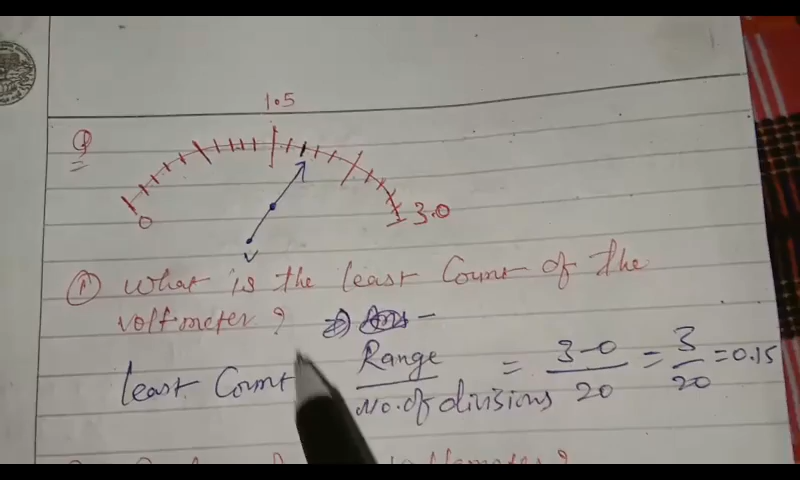 1.5
Q
0
3.0
V
(1) What is the least Count of the
voltmeter?
least Count Range = 3-0 = 3 = 0.15
No. of divisions 20 20